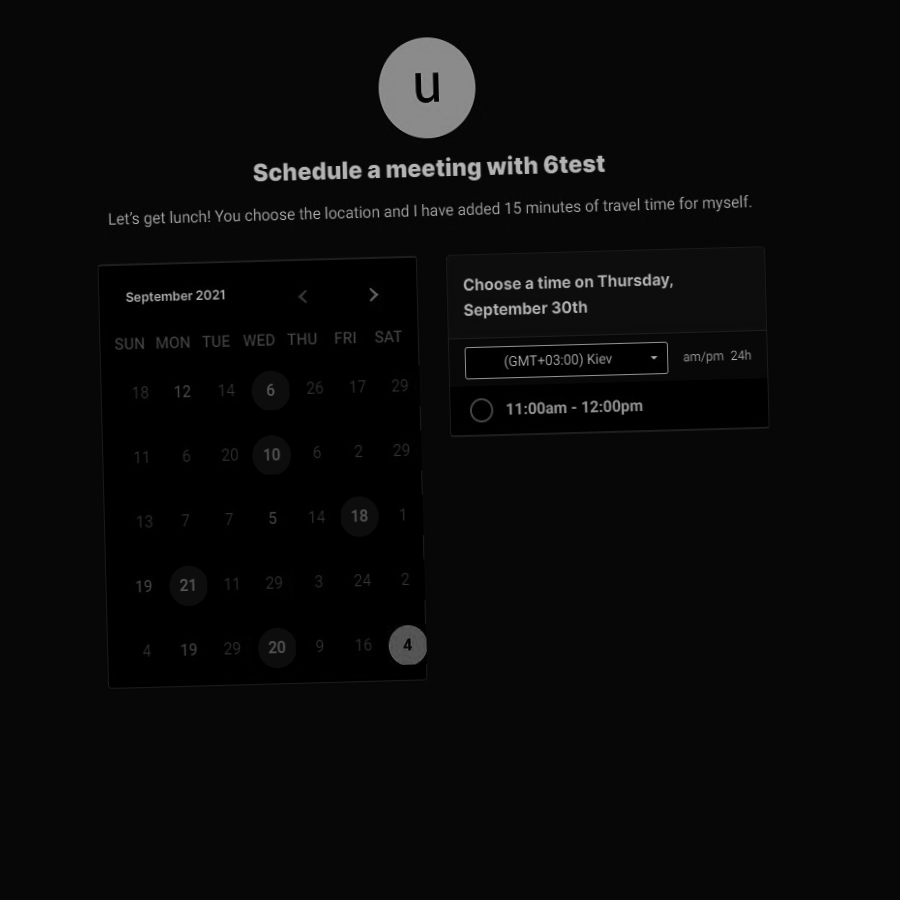 u
Schedule a meeting with 6test
Let's get lunch! You choose the location and I have added 15 minutes of travel time for myself.
September 2021
SUN MON TUE WED THU FRI SAT
18 12 14 6 26 17 29
11 6 20 10 6 2 29
13 7 7 5 14 18 1
19 21 11 29 3 24 2
4 19 29 20 9 16 4
Choose a time on Thursday,
September 30th
(GMT+03:00) Kiev am/pm 24h
11:00am - 12:00pm